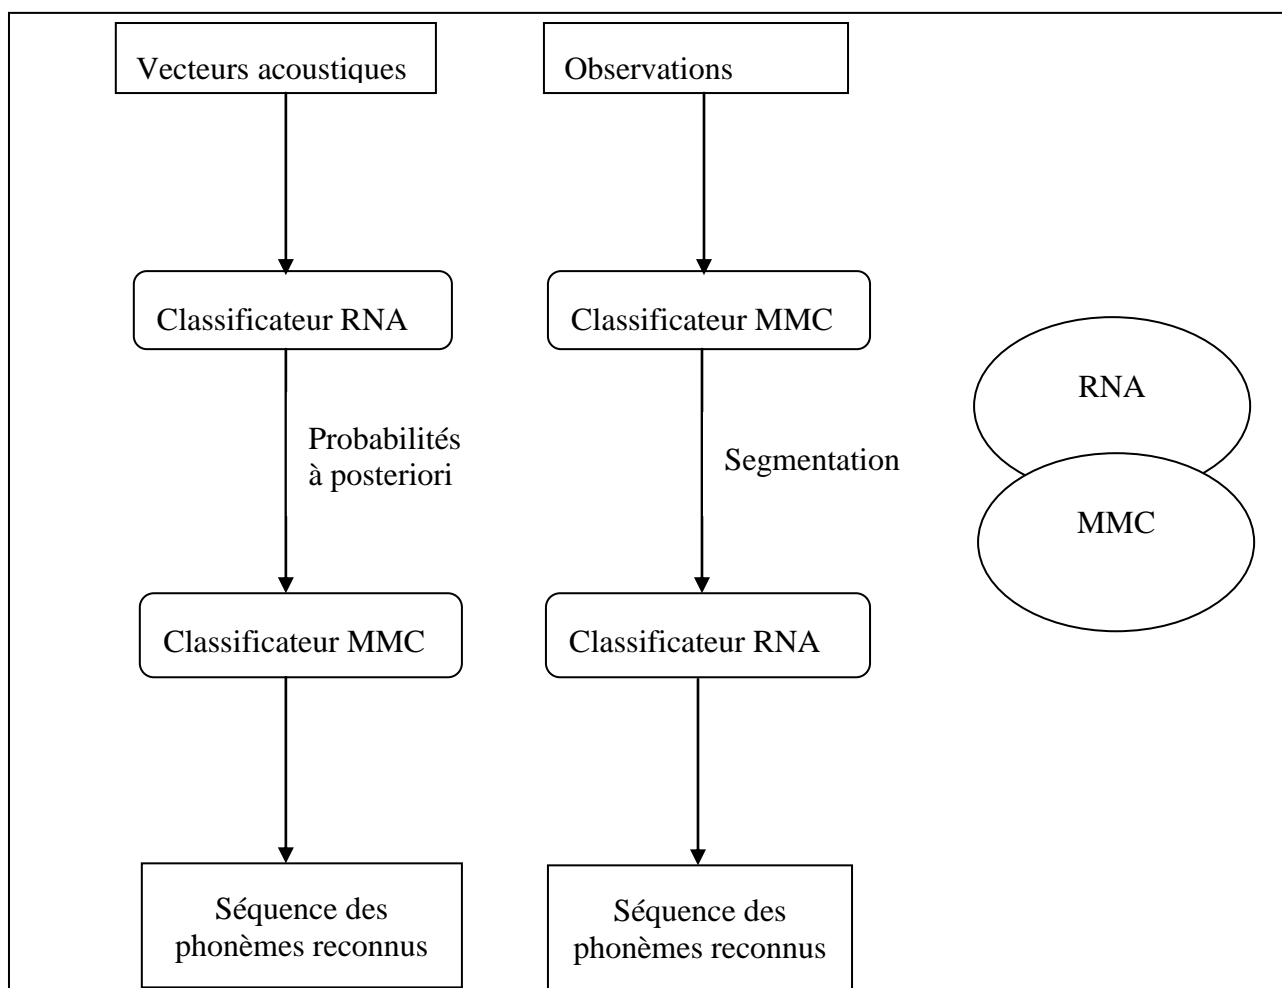 Vecteurs acoustiques
Observations
Classificateur RNA
Classificateur MMC
RNA
Probabilités
à posteriori
Segmentation
MMC
Classificateur MMC
Classificateur RNA
Séquence des
phonèmes reconnus
Séquence des
phonèmes reconnus